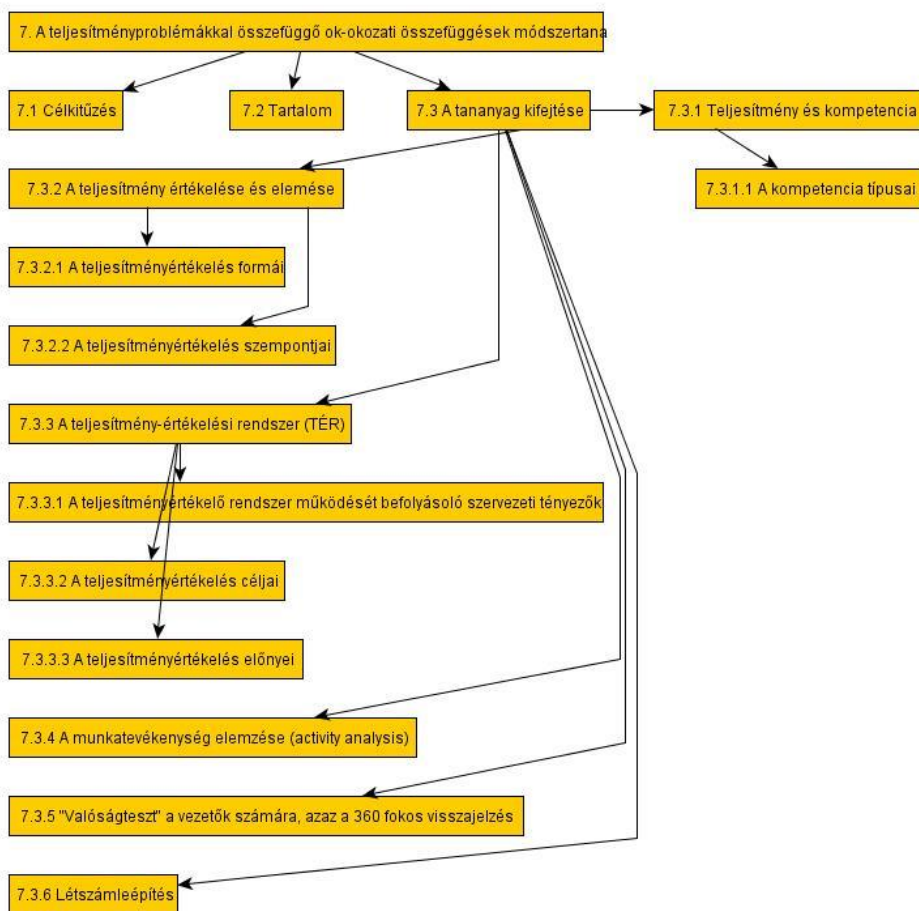 7. A teljesítményproblémákkal összefüggő ok-okozati összefüggések módszertana
7.1 Célkitűzés
7.2 Tartalom
7.3 A tananyag kifejtése
7.3.1 Teljesítmény és kompetencia
7.3.2 A teljesítmény értékelése és elemése
7.3.1.1 A kompetencia típusai
7.3.2.1 A teljesítményértékelés formái
7.3.2.2 A teljesítményértékelés szempontjai
7.3.3 A teljesítmény-értékelési rendszer (TÉR)
7.3.3.1 A teljesítményértékelő rendszer működését befolyásoló szervezeti tényezők
7.3.3.2 A teljesítményértékelés céljai
7.3.3.3 A teljesítményértékelés előnyei
7.3.4 A munkatevékenység elemzése (activity analysis)
7.3.5 "Valóságteszt" a vezetők számára, azaz a 360 fokos visszajelzés
7.3.6 Létszámleépítés